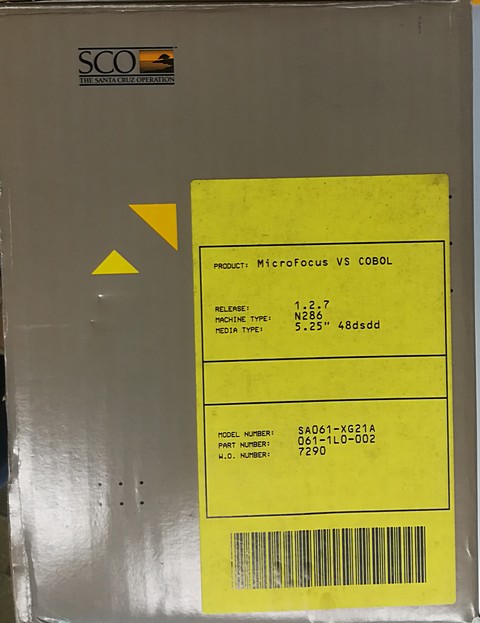 SCO
THE SANTA CRUZ OPERATION
PRODUCT: MicroFocus VS COBOL
RELEASE: 1.2.7
MACHINE TYPE: N286
MEDIA TYPE: 5.25" 48dsdd
MODEL NUMBER: SA061-XG21A
PART NUMBER: 061-1L0-002
W.O. NUMBER: 7290